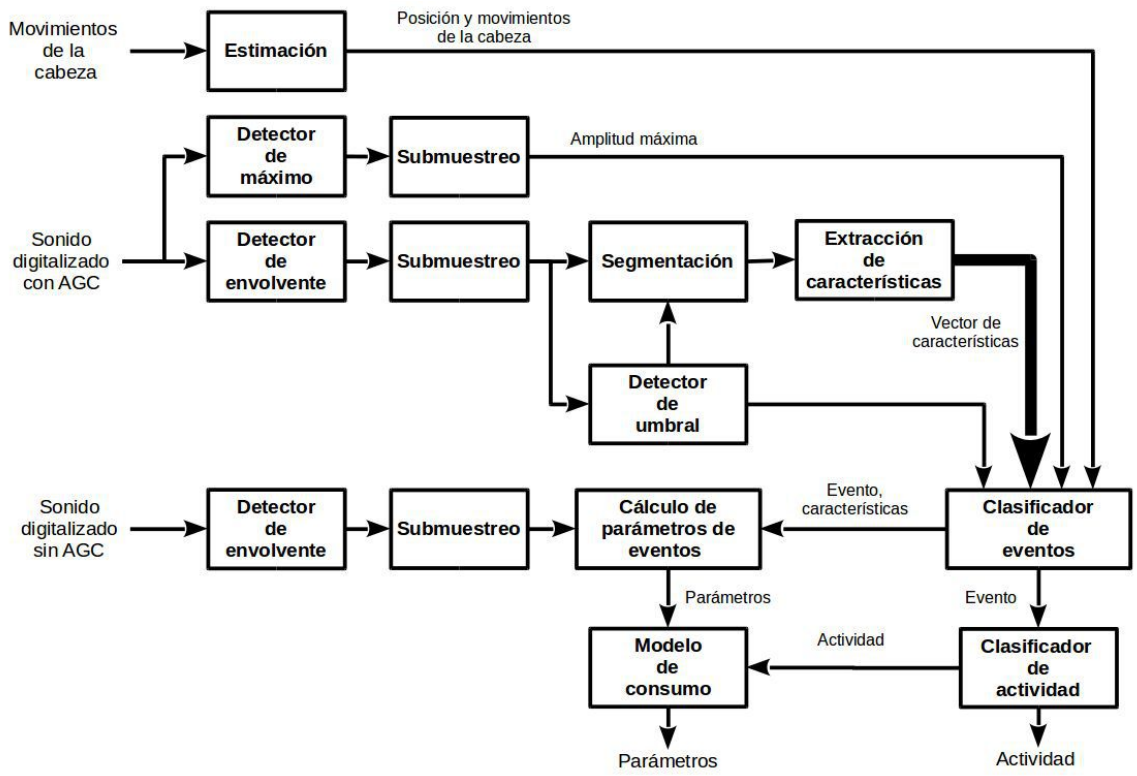 Movimientos
de la
cabeza
Estimación
Posición y movimientos
de la cabeza
Detector
de
máximo
Submuestreo
Amplitud máxima
Sonido
digitalizado
con AGC
Detector
de
envolvente
Submuestreo
Segmentación
Extracción
de
características
Vector de
características
Detector
de
umbral
Sonido
digitalizado
sin AGC
Detector
de
envolvente
Submuestreo
Cálculo de
parámetros de
eventos
Evento,
características
Clasificador
de
eventos
Parámetros
Evento
Modelo
de
consumo
Actividad
Clasificador
de
actividad
Parámetros
Actividad